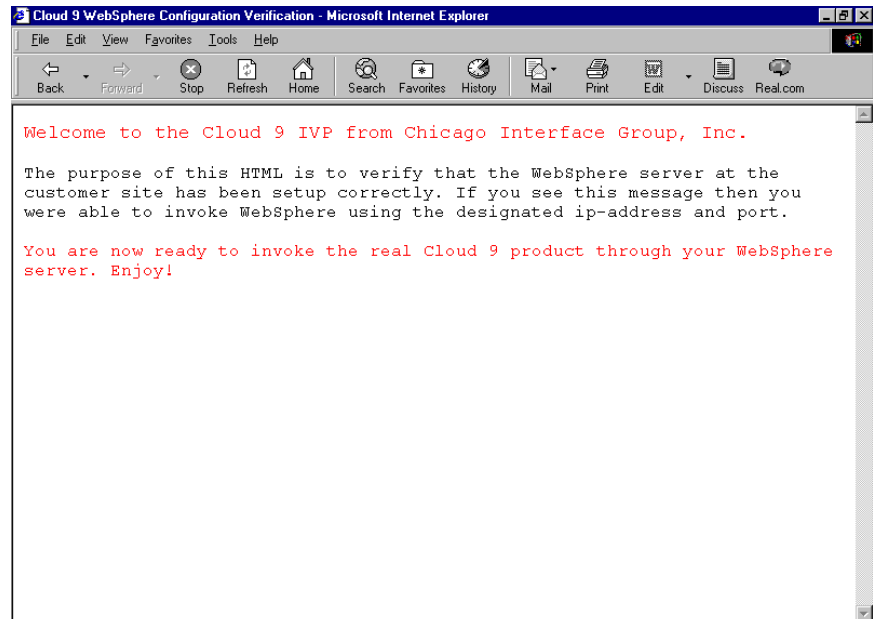 Cloud 9 WebSphere Configuration Verification - Microsoft Internet Explorer
File Edit View Favorites Tools Help
Back Forward Stop Refresh Home Search Favorites History Mail Print Edit Discuss Real.com
Welcome to the Cloud 9 IVP from Chicago Interface Group, Inc.
The purpose of this HTML is to verify that the WebSphere server at the
customer site has been setup correctly. If you see this message then you
were able to invoke WebSphere using the designated ip-address and port.
You are now ready to invoke the real Cloud 9 product through your WebSphere
server. Enjoy!